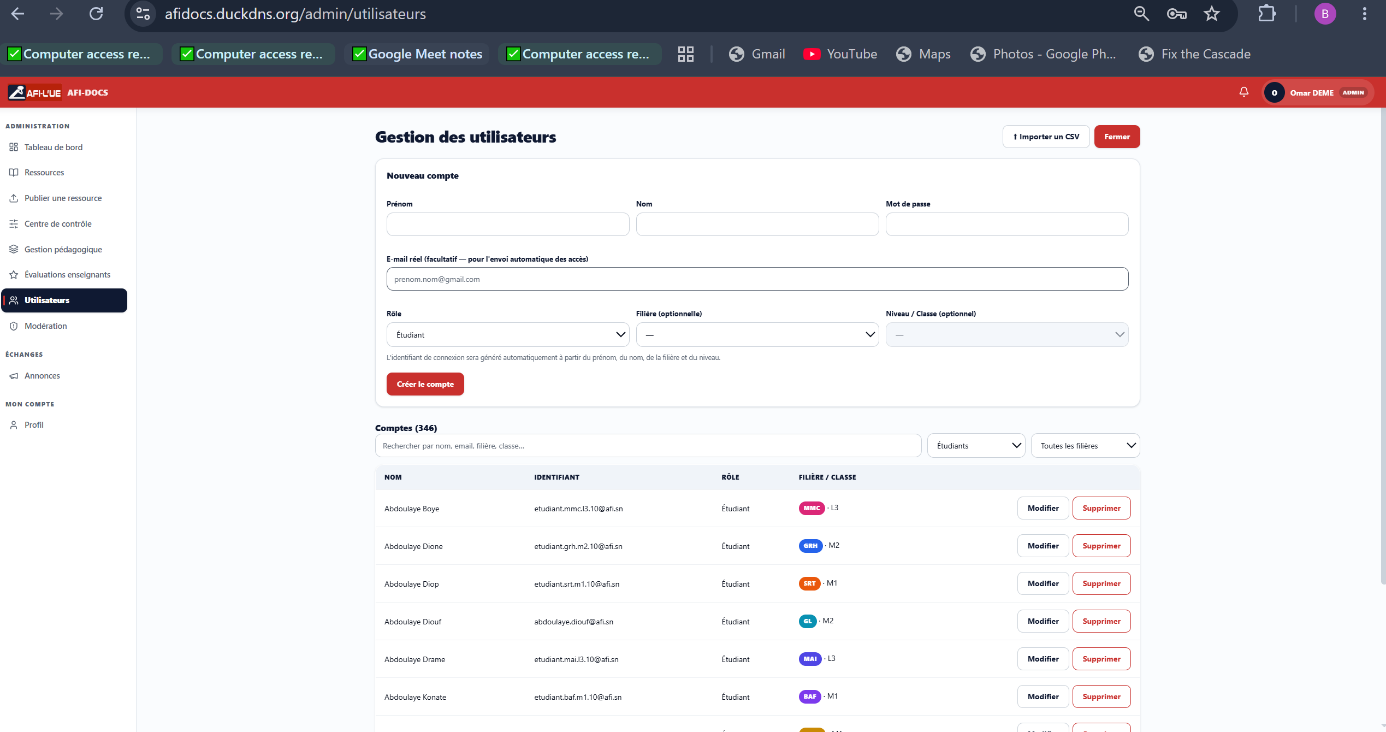 afidocs.duckdns.org/admin/utilisateurs
B
Computer access re...
Computer access re...
Google Meet notes
Computer access re...
Gmail
YouTube
Maps
Photos - Google Ph...
Fix the Cascade
AFI-L'UE
AFI-DOCS
O
Omar DEME
ADMIN
ADMINISTRATION
Tableau de bord
Ressources
Publier une ressource
Centre de contrôle
Gestion pédagogique
Évaluations enseignants
Utilisateurs
Modération
ÉCHANGES
Annonces
MON COMPTE
Profil
Gestion des utilisateurs
⭱ Importer un CSV
Fermer
Nouveau compte
Prénom
Nom
Mot de passe
E-mail réel (facultatif — pour l'envoi automatique des accès)
prenom.nom@gmail.com
Rôle
Filière (optionnelle)
Niveau / Classe (optionnel)
Étudiant
—
—
L'identifiant de connexion sera généré automatiquement à partir du prénom, du nom, de la filière et du niveau.
Créer le compte
Comptes (346)
Rechercher par nom, email, filière, classe...
Étudiants
Toutes les filières
NOM IDENTIFIANT RÔLE FILIÈRE / CLASSE
Abdoulaye Boye etudiant.mmc.l3.10@afi.sn Étudiant MMC · L3 Modifier Supprimer
Abdoulaye Dione etudiant.grh.m2.10@afi.sn Étudiant GRH · M2 Modifier Supprimer
Abdoulaye Diop etudiant.srt.m1.10@afi.sn Étudiant SRT · M1 Modifier Supprimer
Abdoulaye Diouf abdoulaye.diouf@afi.sn Étudiant GL · M2 Modifier Supprimer
Abdoulaye Drame etudiant.mai.l3.10@afi.sn Étudiant MAI · L3 Modifier Supprimer
Abdoulaye Konate etudiant.baf.m1.10@afi.sn Étudiant BAF · M1 Modifier Supprimer